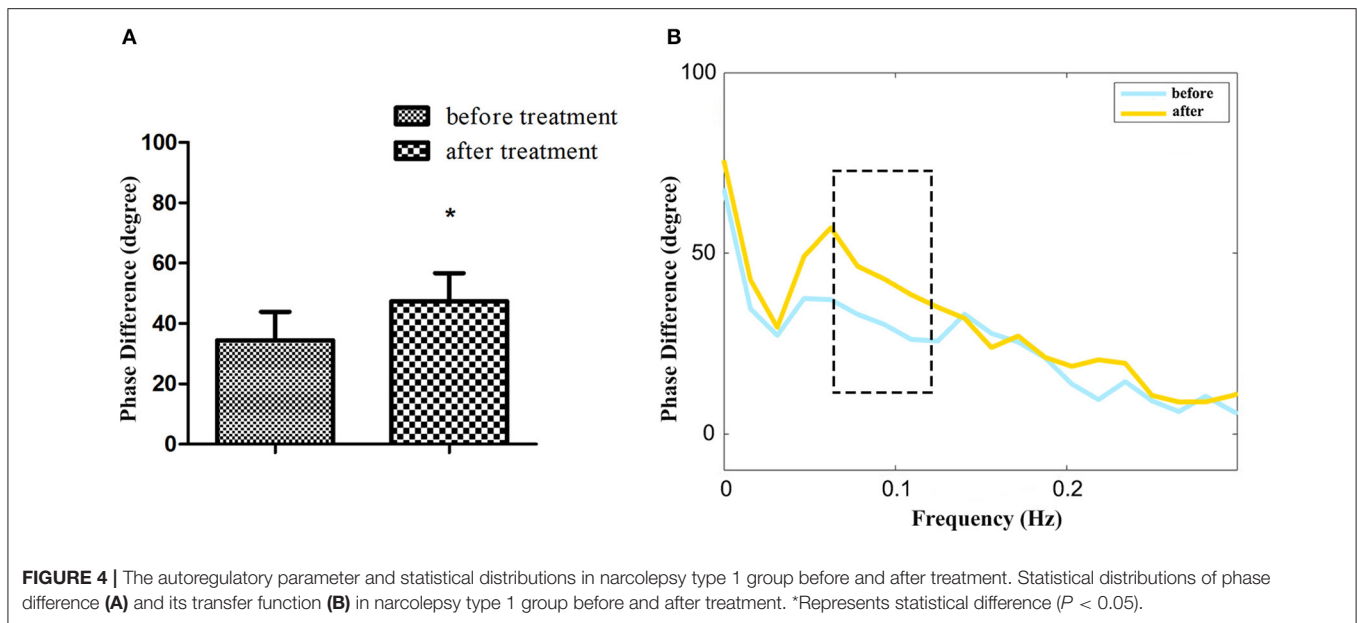 A
before treatment
after treatment
100
80
60
40
20
0
Phase Difference (degree)
*
B
100
50
0
Phase Difference (degree)
before
after
0
0.1
0.2
Frequency (Hz)
FIGURE 4 | The autoregulatory parameter and statistical distributions in narcolepsy type 1 group before and after treatment. Statistical distributions of phase
difference (A) and its transfer function (B) in narcolepsy type 1 group before and after treatment. *Represents statistical difference (P < 0.05).